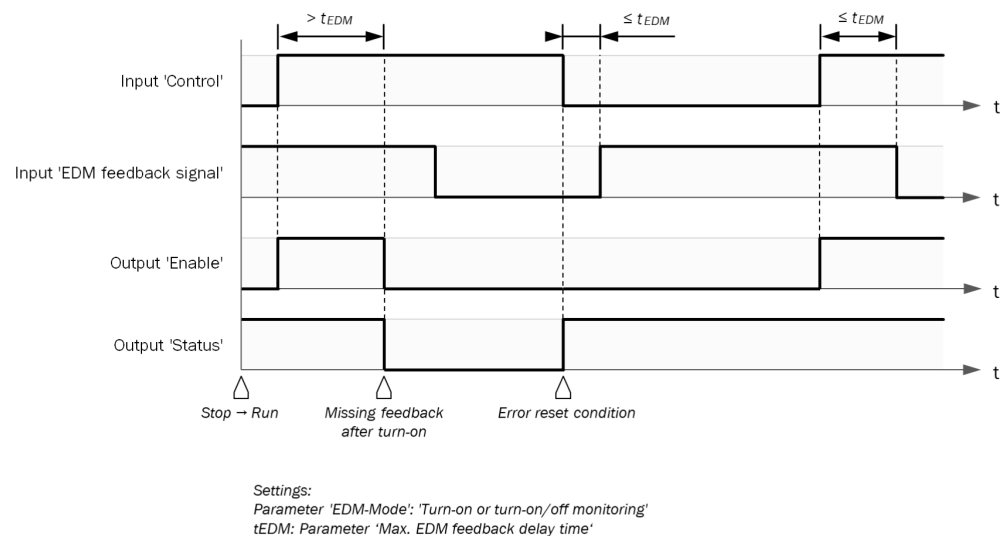 > tEDM
≤ tEDM
≤ tEDM
Input 'Control'
t
Input 'EDM feedback signal'
t
Output 'Enable'
t
Output 'Status'
t
Stop → Run
Missing feedback
after turn-on
Error reset condition
Settings:
Parameter 'EDM-Mode': 'Turn-on or turn-on/off monitoring'
tEDM: Parameter ‘Max. EDM feedback delay time‘